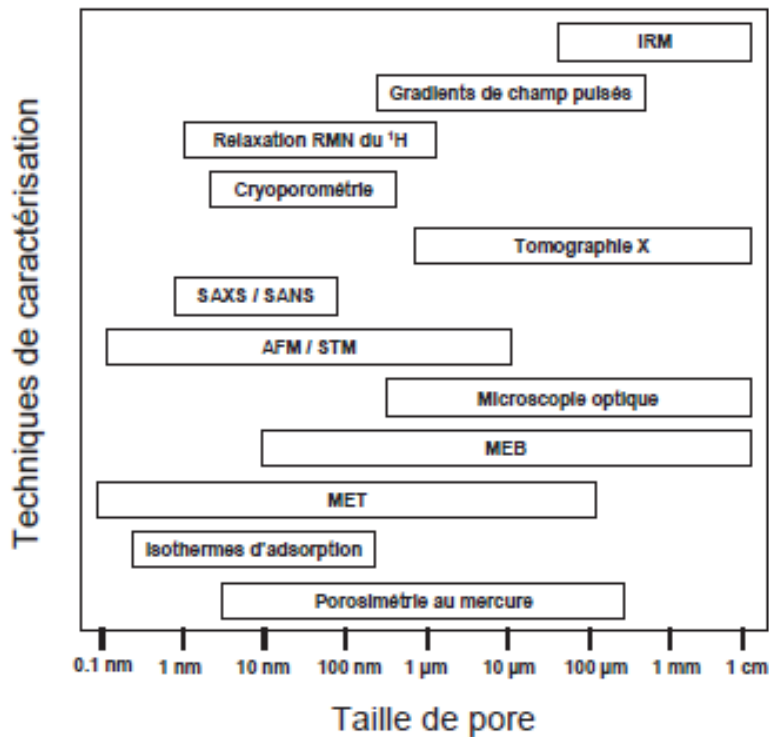 Techniques de caractérisation
IRM
Gradients de champ pulsés
Relaxation RMN du ¹H
Cryoporométrie
Tomographie X
SAXS / SANS
AFM / STM
Microscopie optique
MEB
MET
Isothermes d'adsorption
Porosimétrie au mercure
0.1 nm 1 nm 10 nm 100 nm 1 µm 10 µm 100 µm 1 mm 1 cm
Taille de pore